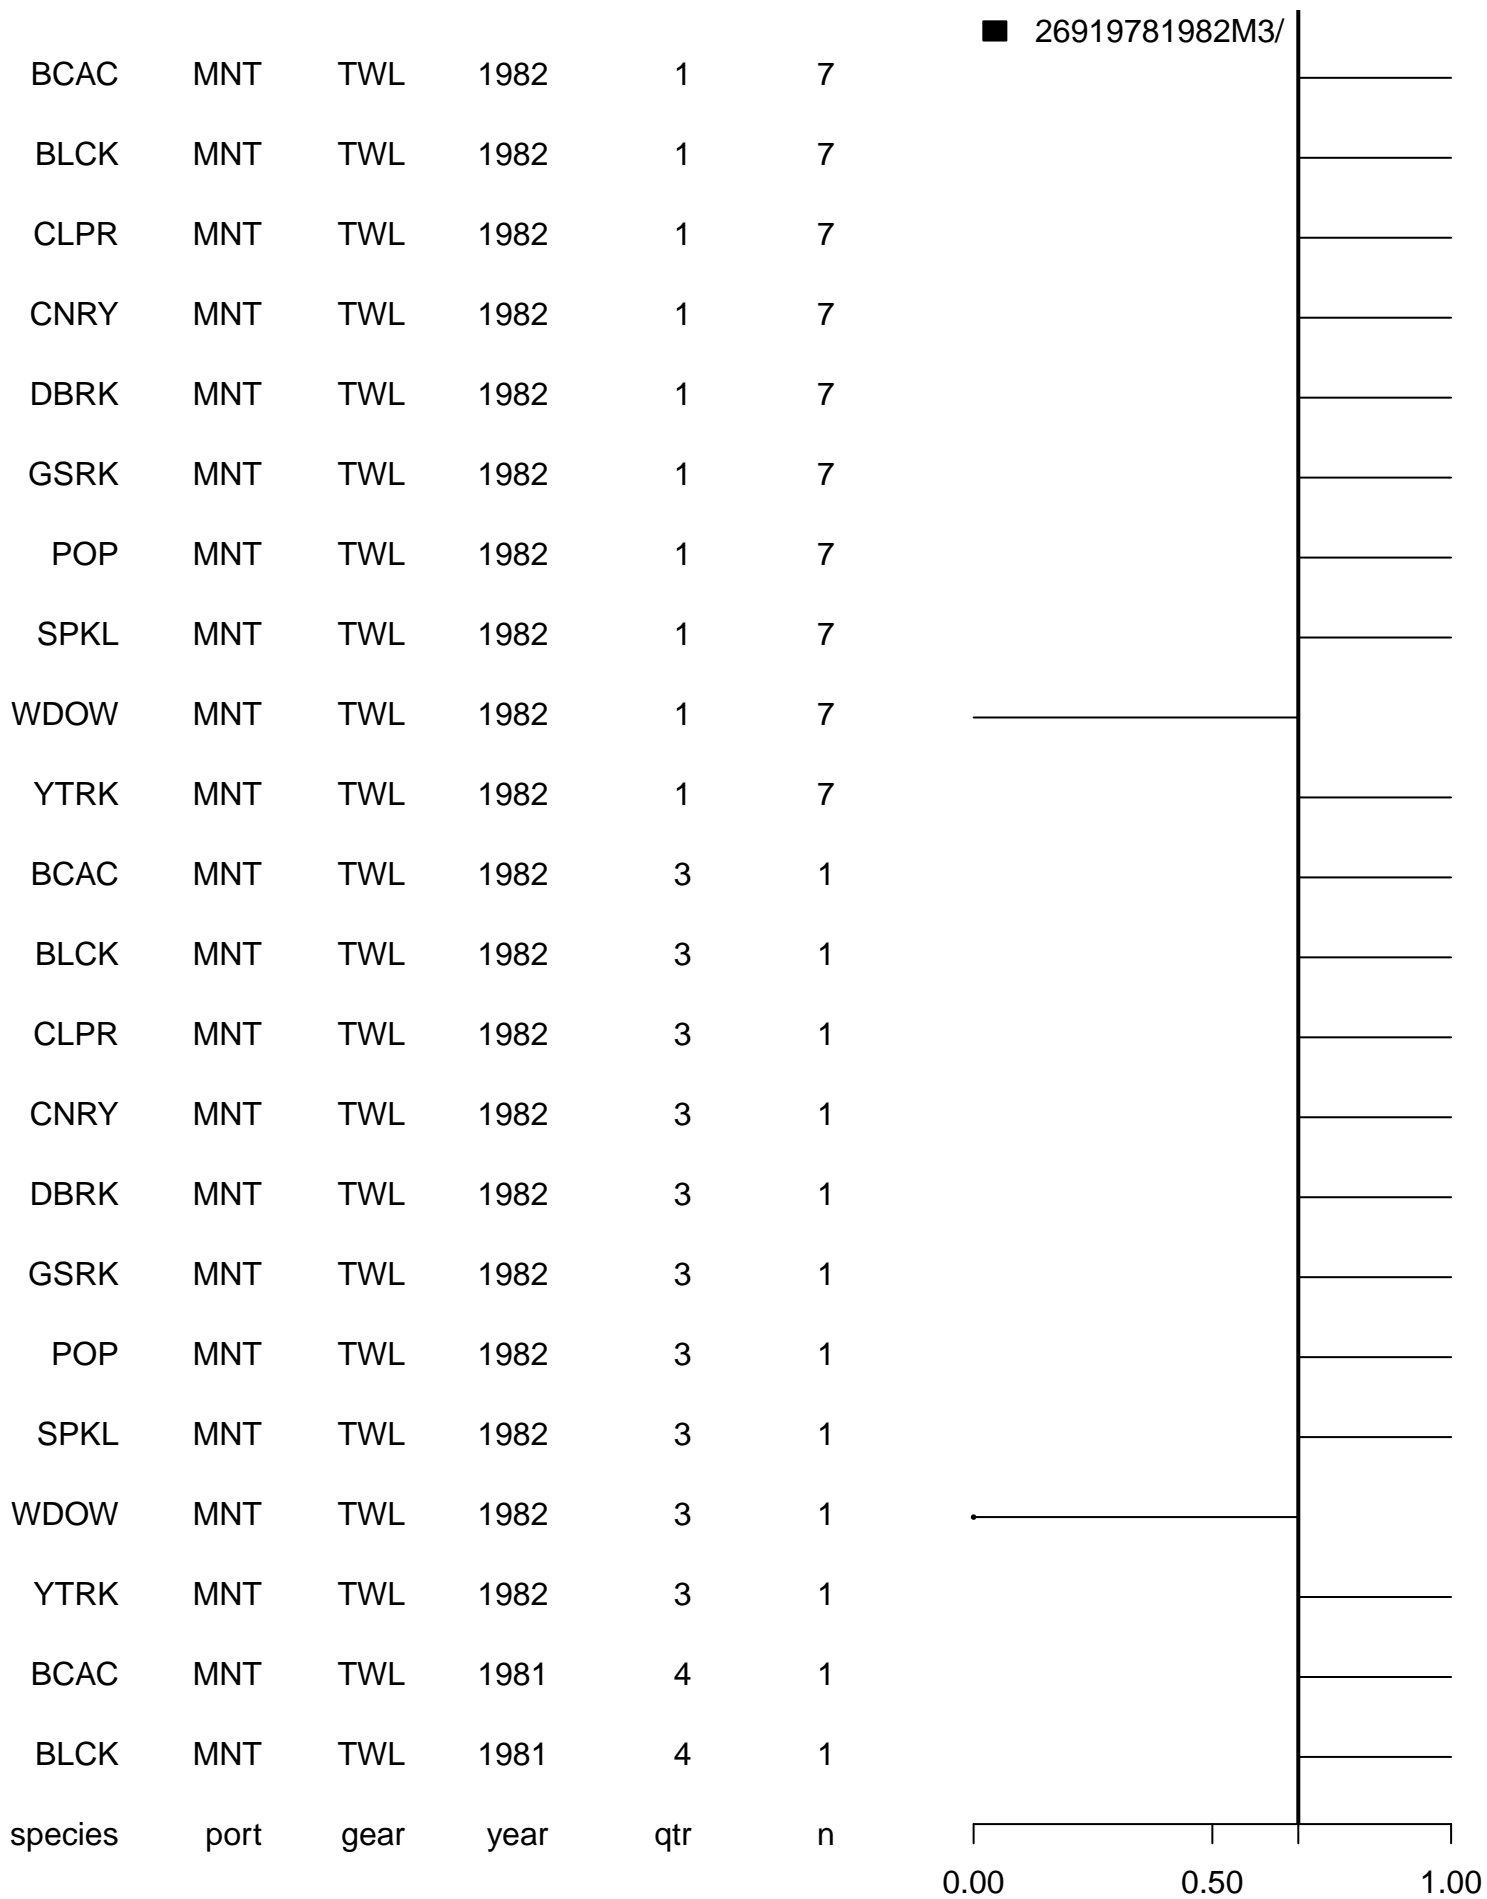 26919781982M3/
BCAC MNT TWL 1982 1 7
BLCK MNT TWL 1982 1 7
CLPR MNT TWL 1982 1 7
CNRY MNT TWL 1982 1 7
DBRK MNT TWL 1982 1 7
GSRK MNT TWL 1982 1 7
POP MNT TWL 1982 1 7
SPKL MNT TWL 1982 1 7
WDOW MNT TWL 1982 1 7
YTRK MNT TWL 1982 1 7
BCAC MNT TWL 1982 3 1
BLCK MNT TWL 1982 3 1
CLPR MNT TWL 1982 3 1
CNRY MNT TWL 1982 3 1
DBRK MNT TWL 1982 3 1
GSRK MNT TWL 1982 3 1
POP MNT TWL 1982 3 1
SPKL MNT TWL 1982 3 1
WDOW MNT TWL 1982 3 1
YTRK MNT TWL 1982 3 1
BCAC MNT TWL 1981 4 1
BLCK MNT TWL 1981 4 1
species port gear year qtr n
0.00 0.50 1.00